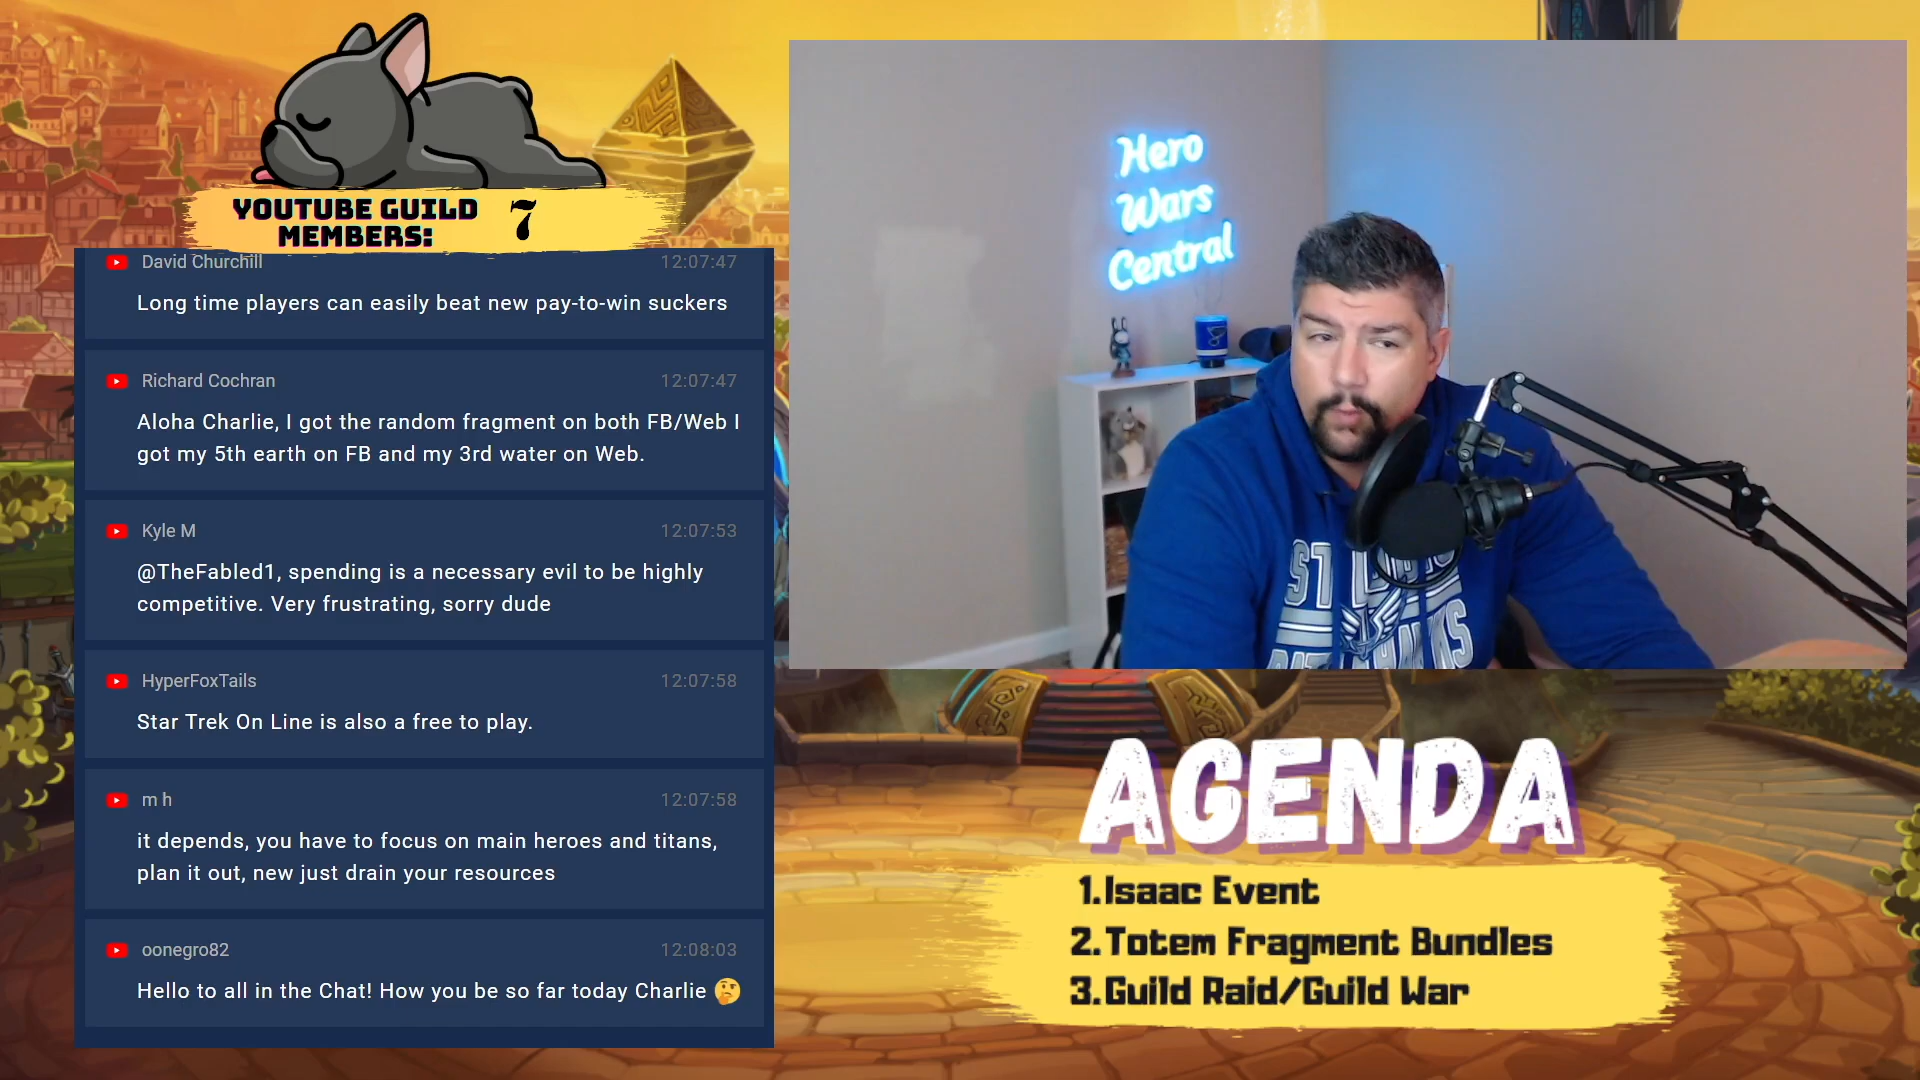 YOUTUBE GUILD
MEMBERS:
7
David Churchill
12:07:47
Long time players can easily beat new pay-to-win suckers
Richard Cochran
12:07:47
Aloha Charlie, I got the random fragment on both FB/Web I
got my 5th earth on FB and my 3rd water on Web.
Kyle M
12:07:53
@TheFabled1, spending is a necessary evil to be highly
competitive. Very frustrating, sorry dude
HyperFoxTails
12:07:58
Star Trek On Line is also a free to play.
m h
12:07:58
it depends, you have to focus on main heroes and titans,
plan it out, new just drain your resources
oonegro82
12:08:03
Hello to all in the Chat! How you be so far today Charlie 🤔
Hero
Wars
Central
AGENDA
1.Isaac Event
2.Totem Fragment Bundles
3.Guild Raid/Guild War